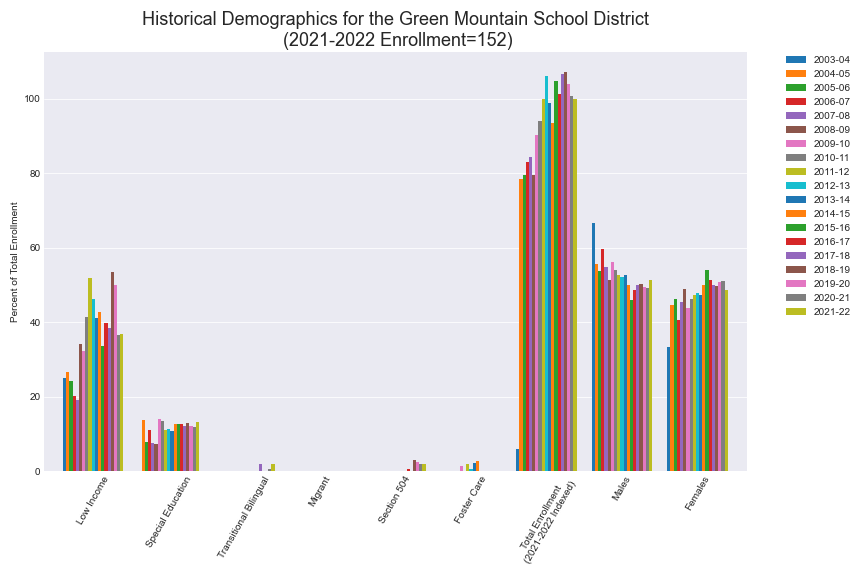 Historical Demographics for the Green Mountain School District
(2021-2022 Enrollment=152)
Percent of Total Enrollment
100
80
60
40
20
0
Low Income
Special Education
Transitional Bilingual
Migrant
Section 504
Foster Care
Total Enrollment
(2021-2022 Indexed)
Males
Females
2003-04
2004-05
2005-06
2006-07
2007-08
2008-09
2009-10
2010-11
2011-12
2012-13
2013-14
2014-15
2015-16
2016-17
2017-18
2018-19
2019-20
2020-21
2021-22